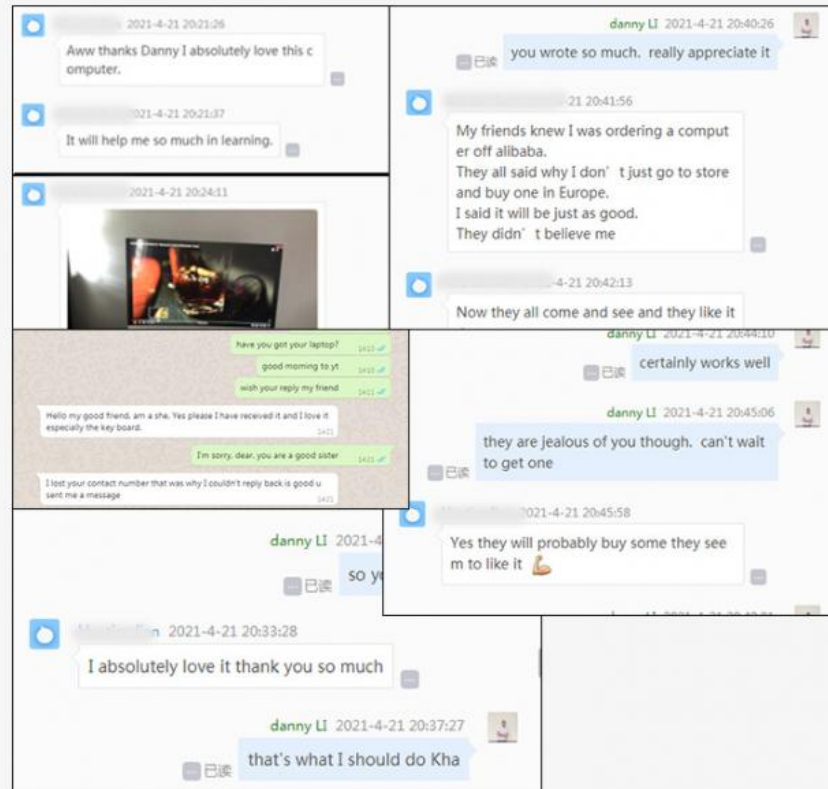 2021-4-21 20:21:26
Aww thanks Danny I absolutely love this c
omputer.
2021-4-21 20:21:37
It will help me so much in learning.
2021-4-21 20:24:11
danny LI 2021-4-21 20:40:26
已读
you wrote so much. really appreciate it
-21 20:41:56
My friends knew I was ordering a comput
er off alibaba.
They all said why I don't just go to store
and buy one in Europe.
I said it will be just as good.
They didn't believe me
-4-21 20:42:13
Now they all come and see and they like it
have you got your laptop?
good morning to yt
wish your reply my friend
Hello my good friend, am a she. Yes please I have received it and I love it
especially the key board.
14:21
I'm sorry, dear. you are a good sister
14:21
I lost your contact number that was why I couldn't reply back is good u
sent me a message
14:21
danny LI 2021-4-21 20:44:10
已读
certainly works well
danny LI 2021-4-21 20:45:06
they are jealous of you though. can't wait
to get one
已读
2021-4-21 20:45:58
Yes they will probably buy some they see
m to like it
danny LI 2021-4
已读
so yo
2021-4-21 20:33:28
I absolutely love it thank you so much
danny LI 2021-4-21 20:37:27
已读
that's what I should do Kha